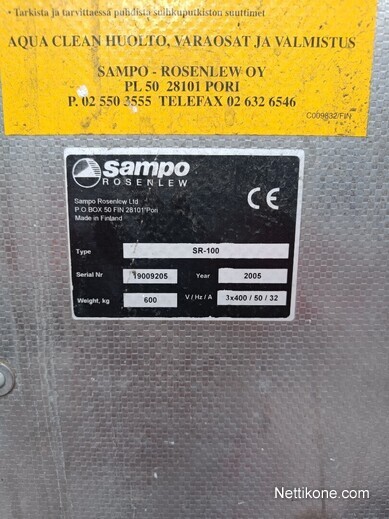 • Tarkista ja tarvittaessa puhdista suihkuputkiston suuttimet
AQUA CLEAN HUOLTO, VARAOSAT JA VALMISTUS
SAMPO - ROSENLEW OY
PL 50 28101 PORI
P. 02 550 3555 TELEFAX 02 632 6546
C009832/FIN
sampo
ROSENLEW
CE
Sampo Rosenlew Ltd.
P.O BOX 50 FIN 28101 Pori
Made in Finland
Type SR-100
Serial Nr 19009205 Year 2005
Weight, kg 600 V / Hz / A 3x400 / 50 / 32
Nettikone.com